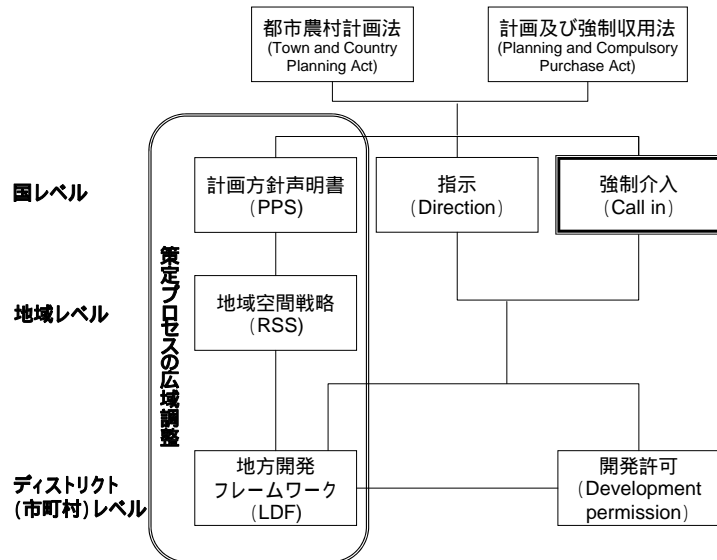 都市農村計画法
(Town and Country
Planning Act)
計画及び強制収用法
(Planning and Compulsory
Purchase Act)
国レベル
計画方針声明書
(PPS)
指示
(Direction)
強制介入
(Call in)
策定プロセスの広域調整
地域レベル
地域空間戦略
(RSS)
ディストリクト
(市町村)レベル
地方開発
フレームワーク
(LDF)
開発許可
(Development
permission)